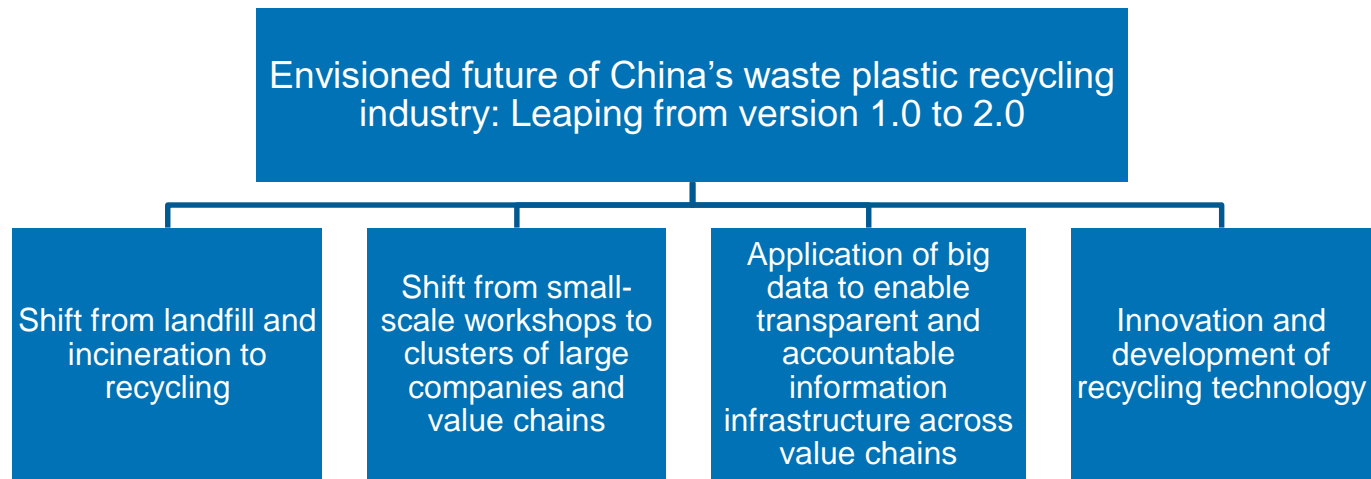 Envisioned future of China’s waste plastic recycling
industry: Leaping from version 1.0 to 2.0
Shift from landfill and
incineration to
recycling
Shift from small-
scale workshops to
clusters of large
companies and
value chains
Application of big
data to enable
transparent and
accountable
information
infrastructure across
value chains
Innovation and
development of
recycling technology